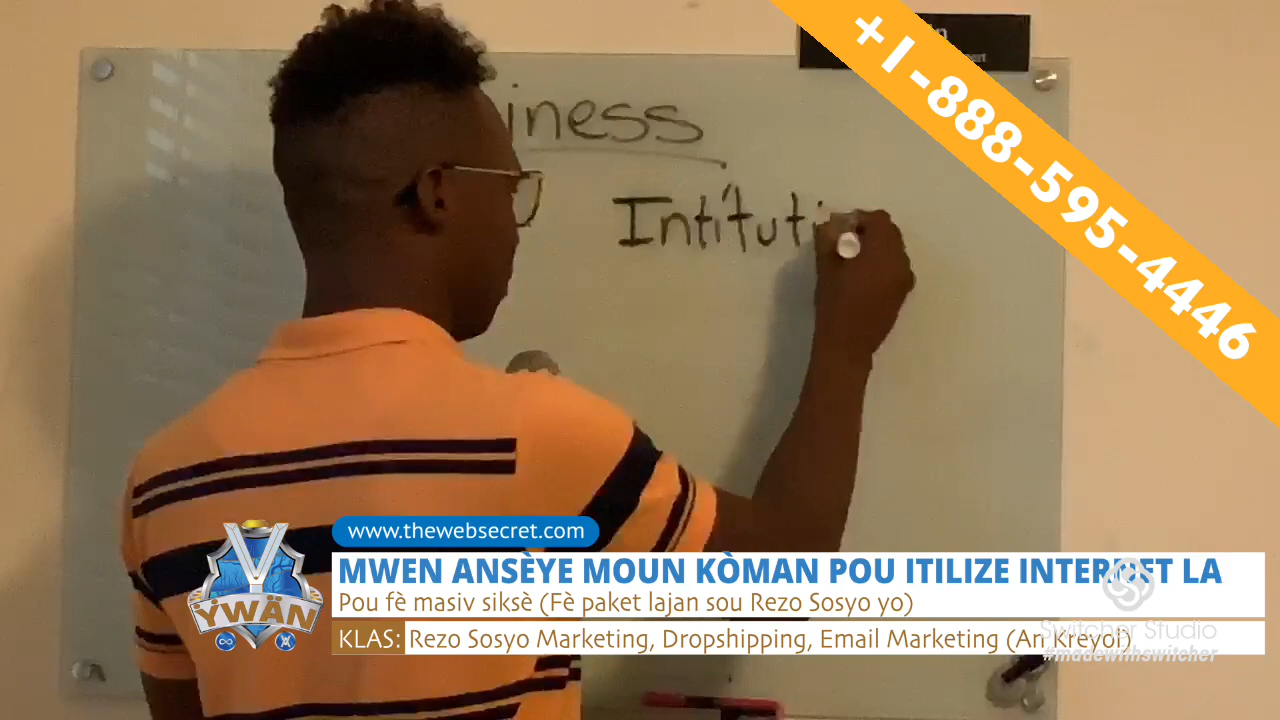 +1-888-595-4446
iness
Intituti
www.thewebsecret.com
MWEN ANSÈYE MOUN KÒMAN POU ITILIZE INTERNET LA
Pou fè masiv siksè (Fè paket lajan sou Rezo Sosyo yo)
KLAS: Rezo Sosyo Marketing, Dropshipping, Email Marketing (An Kreyol)
ŸWÄN
Switcher Studio
#madewithswitcher